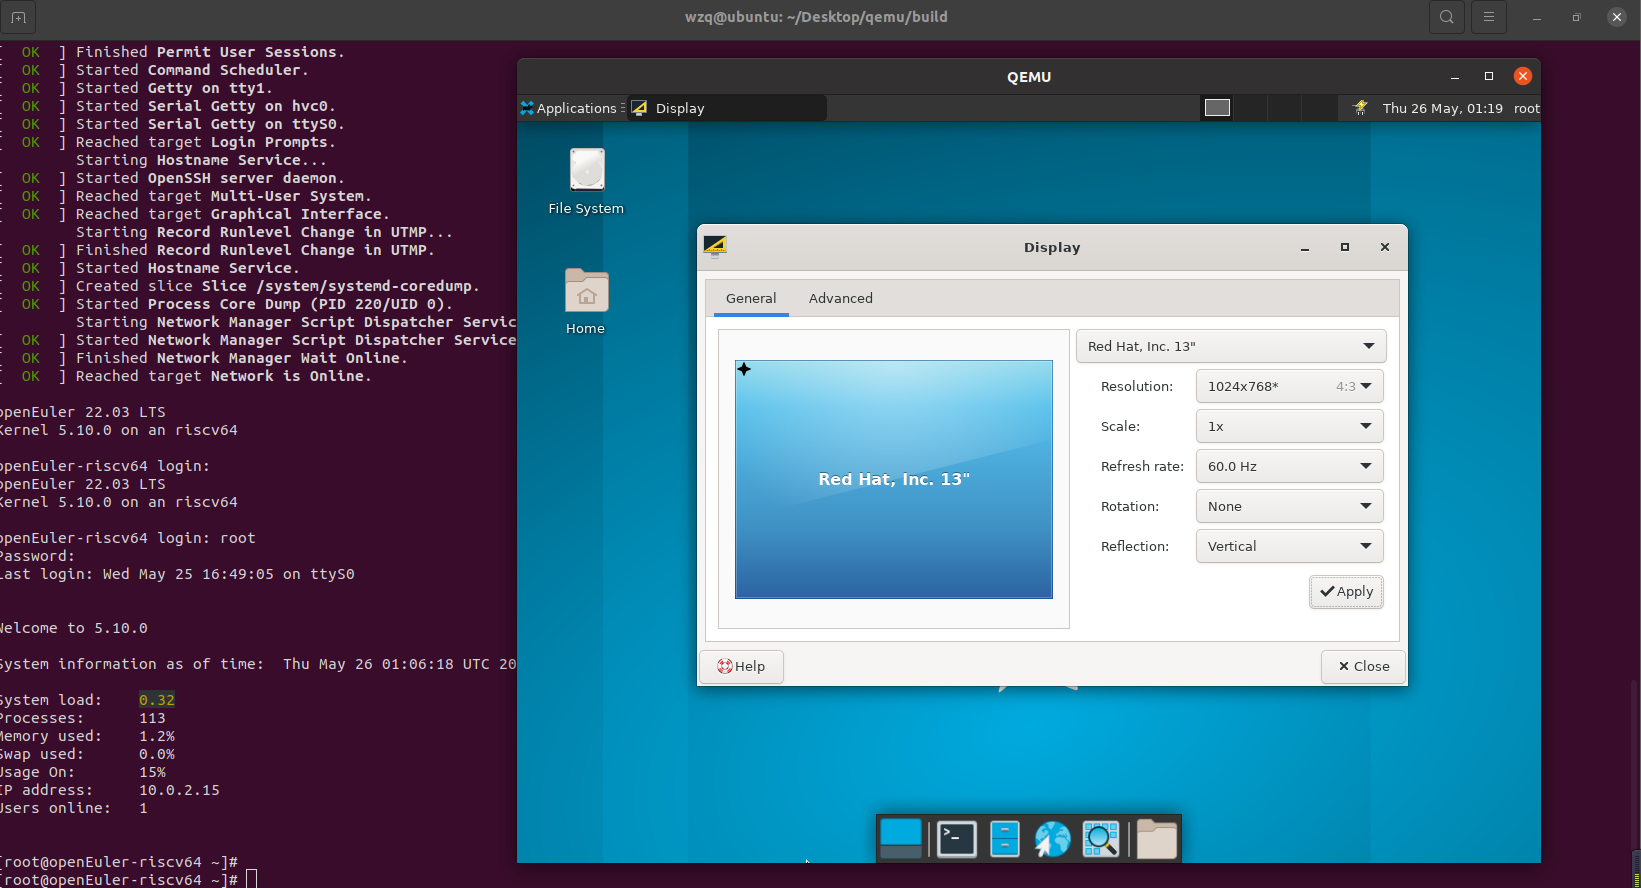 wzq@ubuntu: ~/Desktop/qemu/build
[ OK ] Finished Permit User Sessions.
[ OK ] Started Command Scheduler.
[ OK ] Started Getty on tty1.
[ OK ] Started Serial Getty on hvc0.
[ OK ] Started Serial Getty on ttyS0.
[ OK ] Reached target Login Prompts.
Starting Hostname Service...
[ OK ] Started OpenSSH server daemon.
[ OK ] Reached target Multi-User System.
[ OK ] Reached target Graphical Interface.
Starting Record Runlevel Change in UTMP...
[ OK ] Finished Record Runlevel Change in UTMP.
[ OK ] Started Hostname Service.
[ OK ] Created slice Slice /system/systemd-coredump.
[ OK ] Started Process Core Dump (PID 220/UID 0).
Starting Network Manager Script Dispatcher Servic
[ OK ] Started Network Manager Script Dispatcher Service
[ OK ] Finished Network Manager Wait Online.
[ OK ] Reached target Network is Online.
openEuler 22.03 LTS
Kernel 5.10.0 on an riscv64
openEuler-riscv64 login:
openEuler 22.03 LTS
Kernel 5.10.0 on an riscv64
openEuler-riscv64 login: root
Password:
Last login: Wed May 25 16:49:05 on ttyS0
Welcome to 5.10.0
System information as of time: Thu May 26 01:06:18 UTC 20
System load: 0.32
Processes: 113
Memory used: 1.2%
Swap used: 0.0%
Usage On: 15%
IP address: 10.0.2.15
Users online: 1
[root@openEuler-riscv64 ~]#
[root@openEuler-riscv64 ~]#
QEMU
Applications
Display
Thu 26 May, 01:19
root
File System
Home
Display
General
Advanced
Red Hat, Inc. 13"
Red Hat, Inc. 13"
Resolution: 1024x768* 4:3
Scale: 1x
Refresh rate: 60.0 Hz
Rotation: None
Reflection: Vertical
Apply
Help
Close